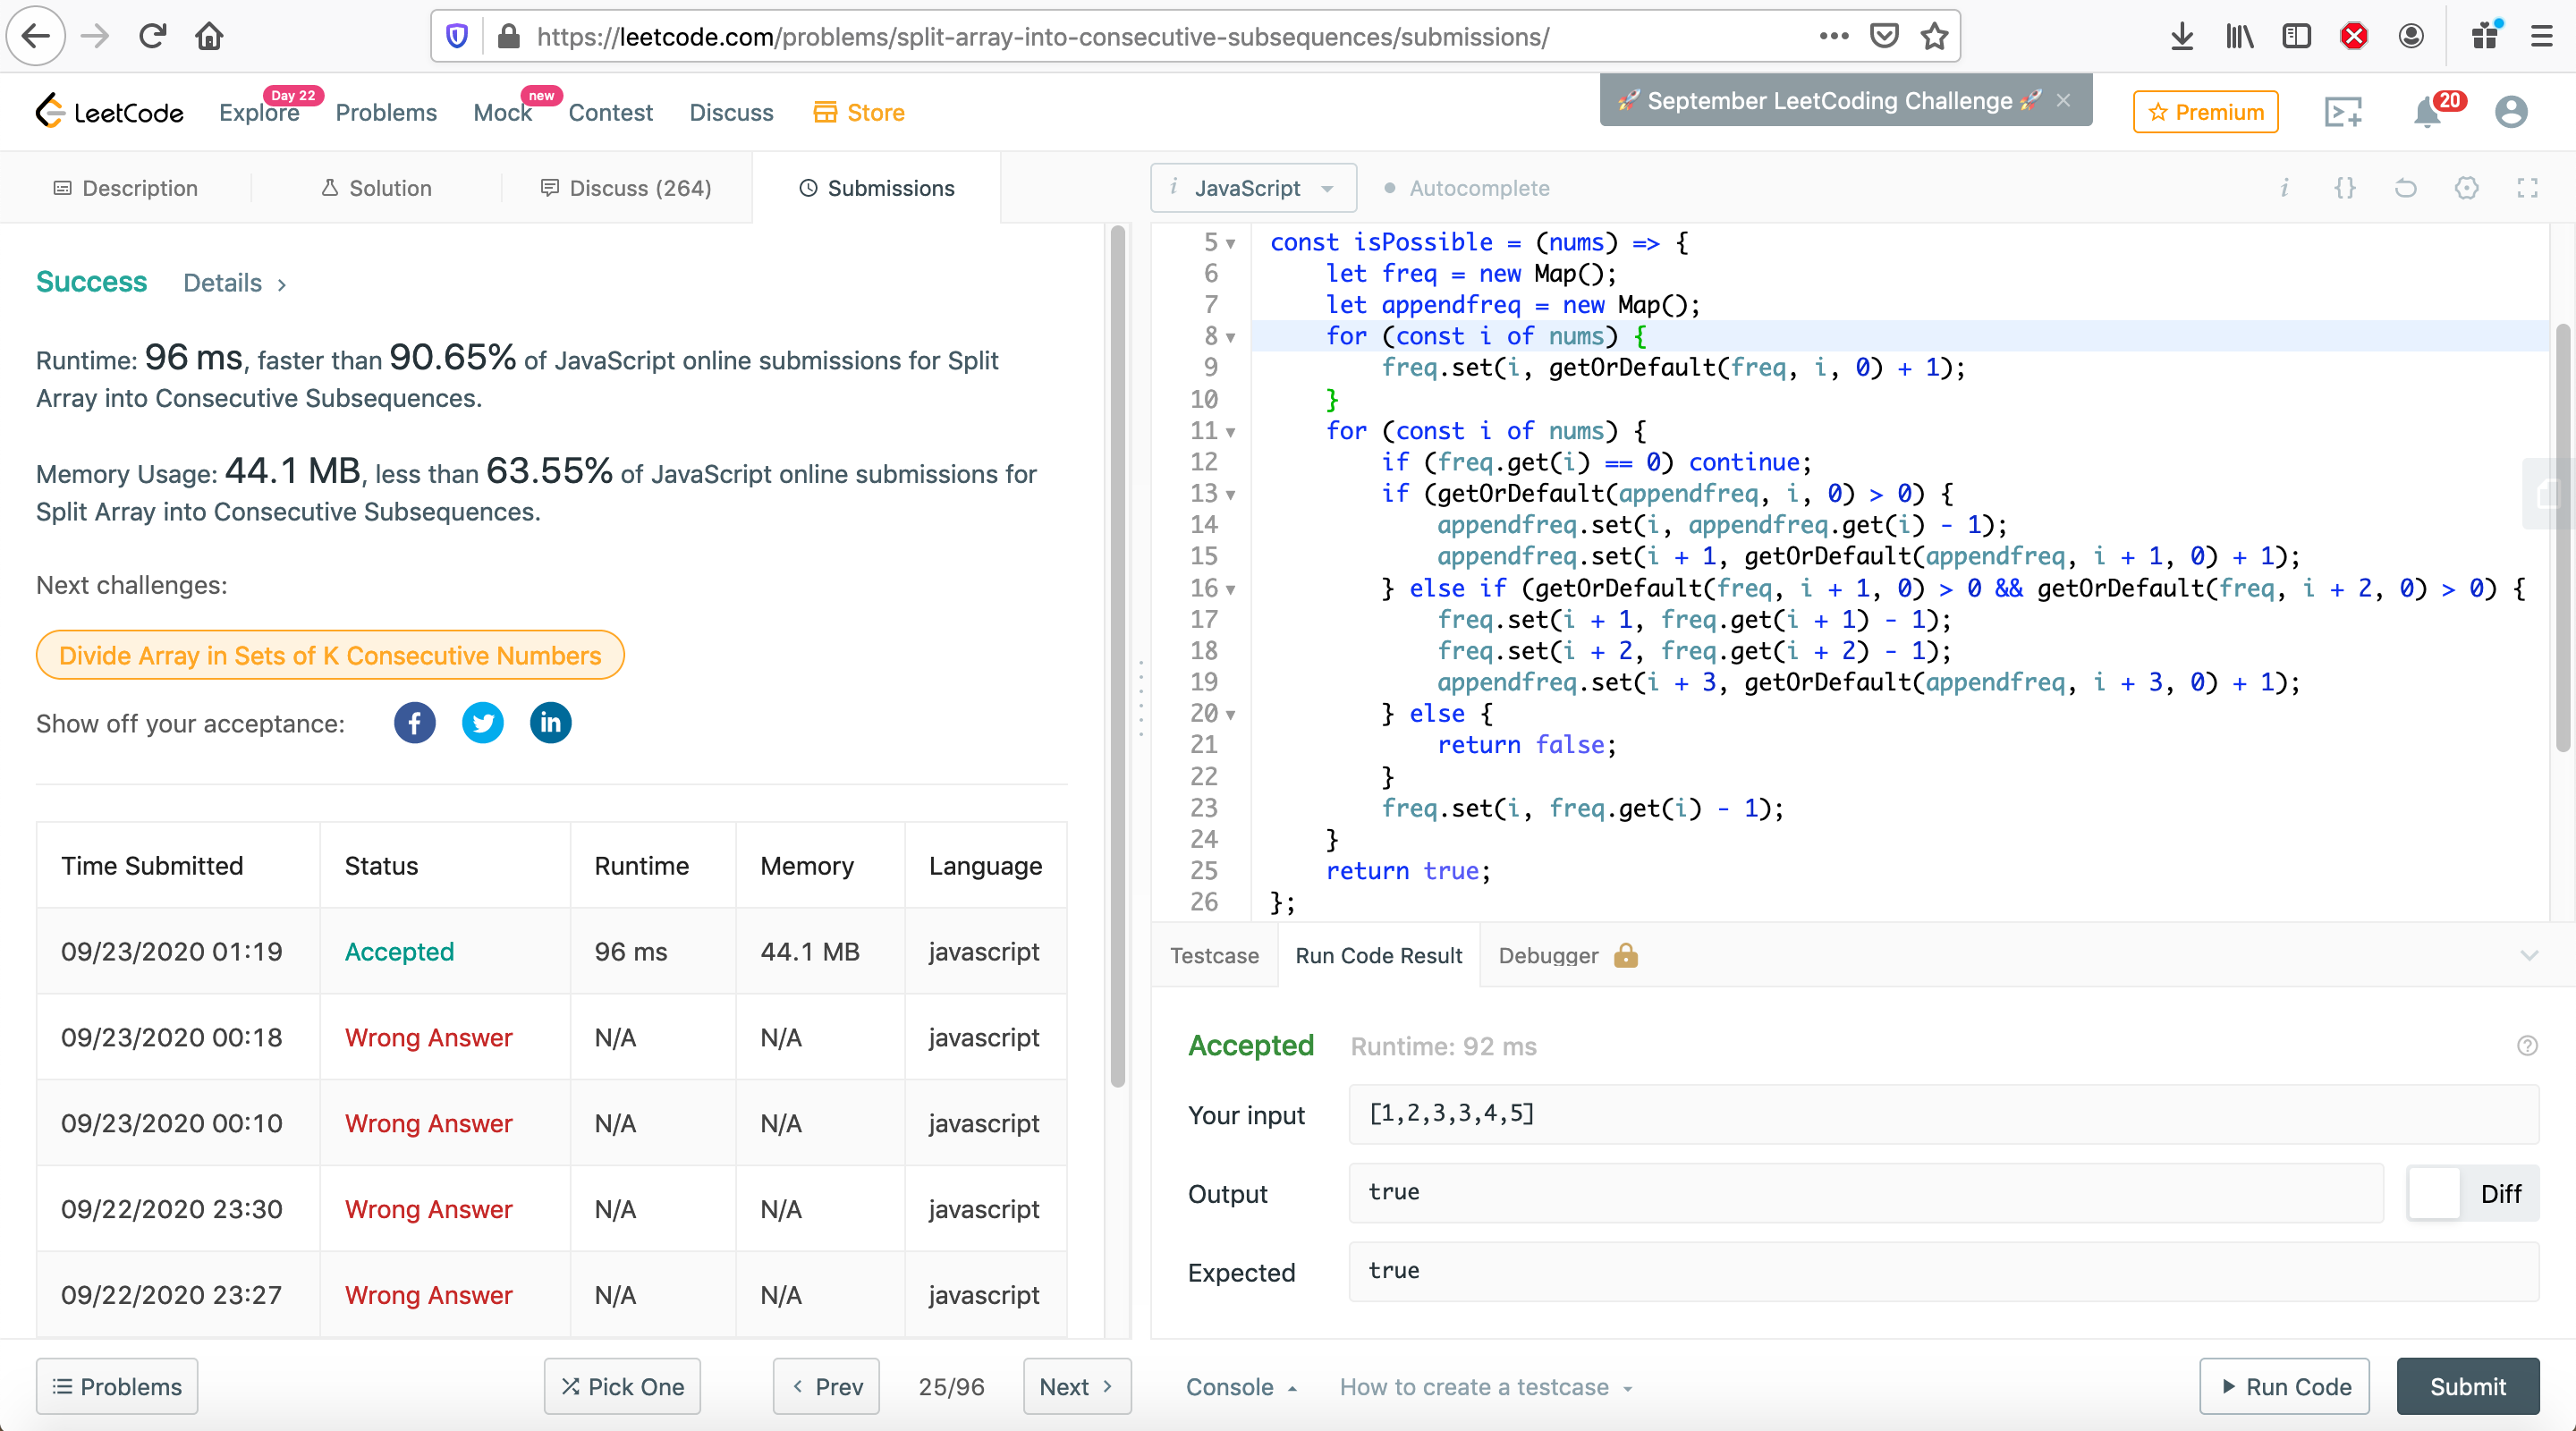 https://leetcode.com/problems/split-array-into-consecutive-subsequences/submissions/
LeetCode
Explore
Day 22
Problems
Mock
new
Contest
Discuss
Store
🚀 September LeetCoding Challenge 🚀
Premium
20
Description
Solution
Discuss (264)
Submissions
i JavaScript
Autocomplete
Success
Details
Runtime: 96 ms, faster than 90.65% of JavaScript online submissions for Split
Array into Consecutive Subsequences.
Memory Usage: 44.1 MB, less than 63.55% of JavaScript online submissions for
Split Array into Consecutive Subsequences.
Next challenges:
Divide Array in Sets of K Consecutive Numbers
Show off your acceptance:
Time Submitted Status Runtime Memory Language
09/23/2020 01:19 Accepted 96 ms 44.1 MB javascript
09/23/2020 00:18 Wrong Answer N/A N/A javascript
09/23/2020 00:10 Wrong Answer N/A N/A javascript
09/22/2020 23:30 Wrong Answer N/A N/A javascript
09/22/2020 23:27 Wrong Answer N/A N/A javascript
5 const isPossible = (nums) => {
6 let freq = new Map();
7 let appendfreq = new Map();
8 for (const i of nums) {
9 freq.set(i, getOrDefault(freq, i, 0) + 1);
10 }
11 for (const i of nums) {
12 if (freq.get(i) == 0) continue;
13 if (getOrDefault(appendfreq, i, 0) > 0) {
14 appendfreq.set(i, appendfreq.get(i) - 1);
15 appendfreq.set(i + 1, getOrDefault(appendfreq, i + 1, 0) + 1);
16 } else if (getOrDefault(freq, i + 1, 0) > 0 && getOrDefault(freq, i + 2, 0) > 0) {
17 freq.set(i + 1, freq.get(i + 1) - 1);
18 freq.set(i + 2, freq.get(i + 2) - 1);
19 appendfreq.set(i + 3, getOrDefault(appendfreq, i + 3, 0) + 1);
20 } else {
21 return false;
22 }
23 freq.set(i, freq.get(i) - 1);
24 }
25 return true;
26 };
Testcase
Run Code Result
Debugger
Accepted
Runtime: 92 ms
Your input
[1,2,3,3,4,5]
Output
true
Diff
Expected
true
Problems
Pick One
Prev
25/96
Next
Console
How to create a testcase
Run Code
Submit